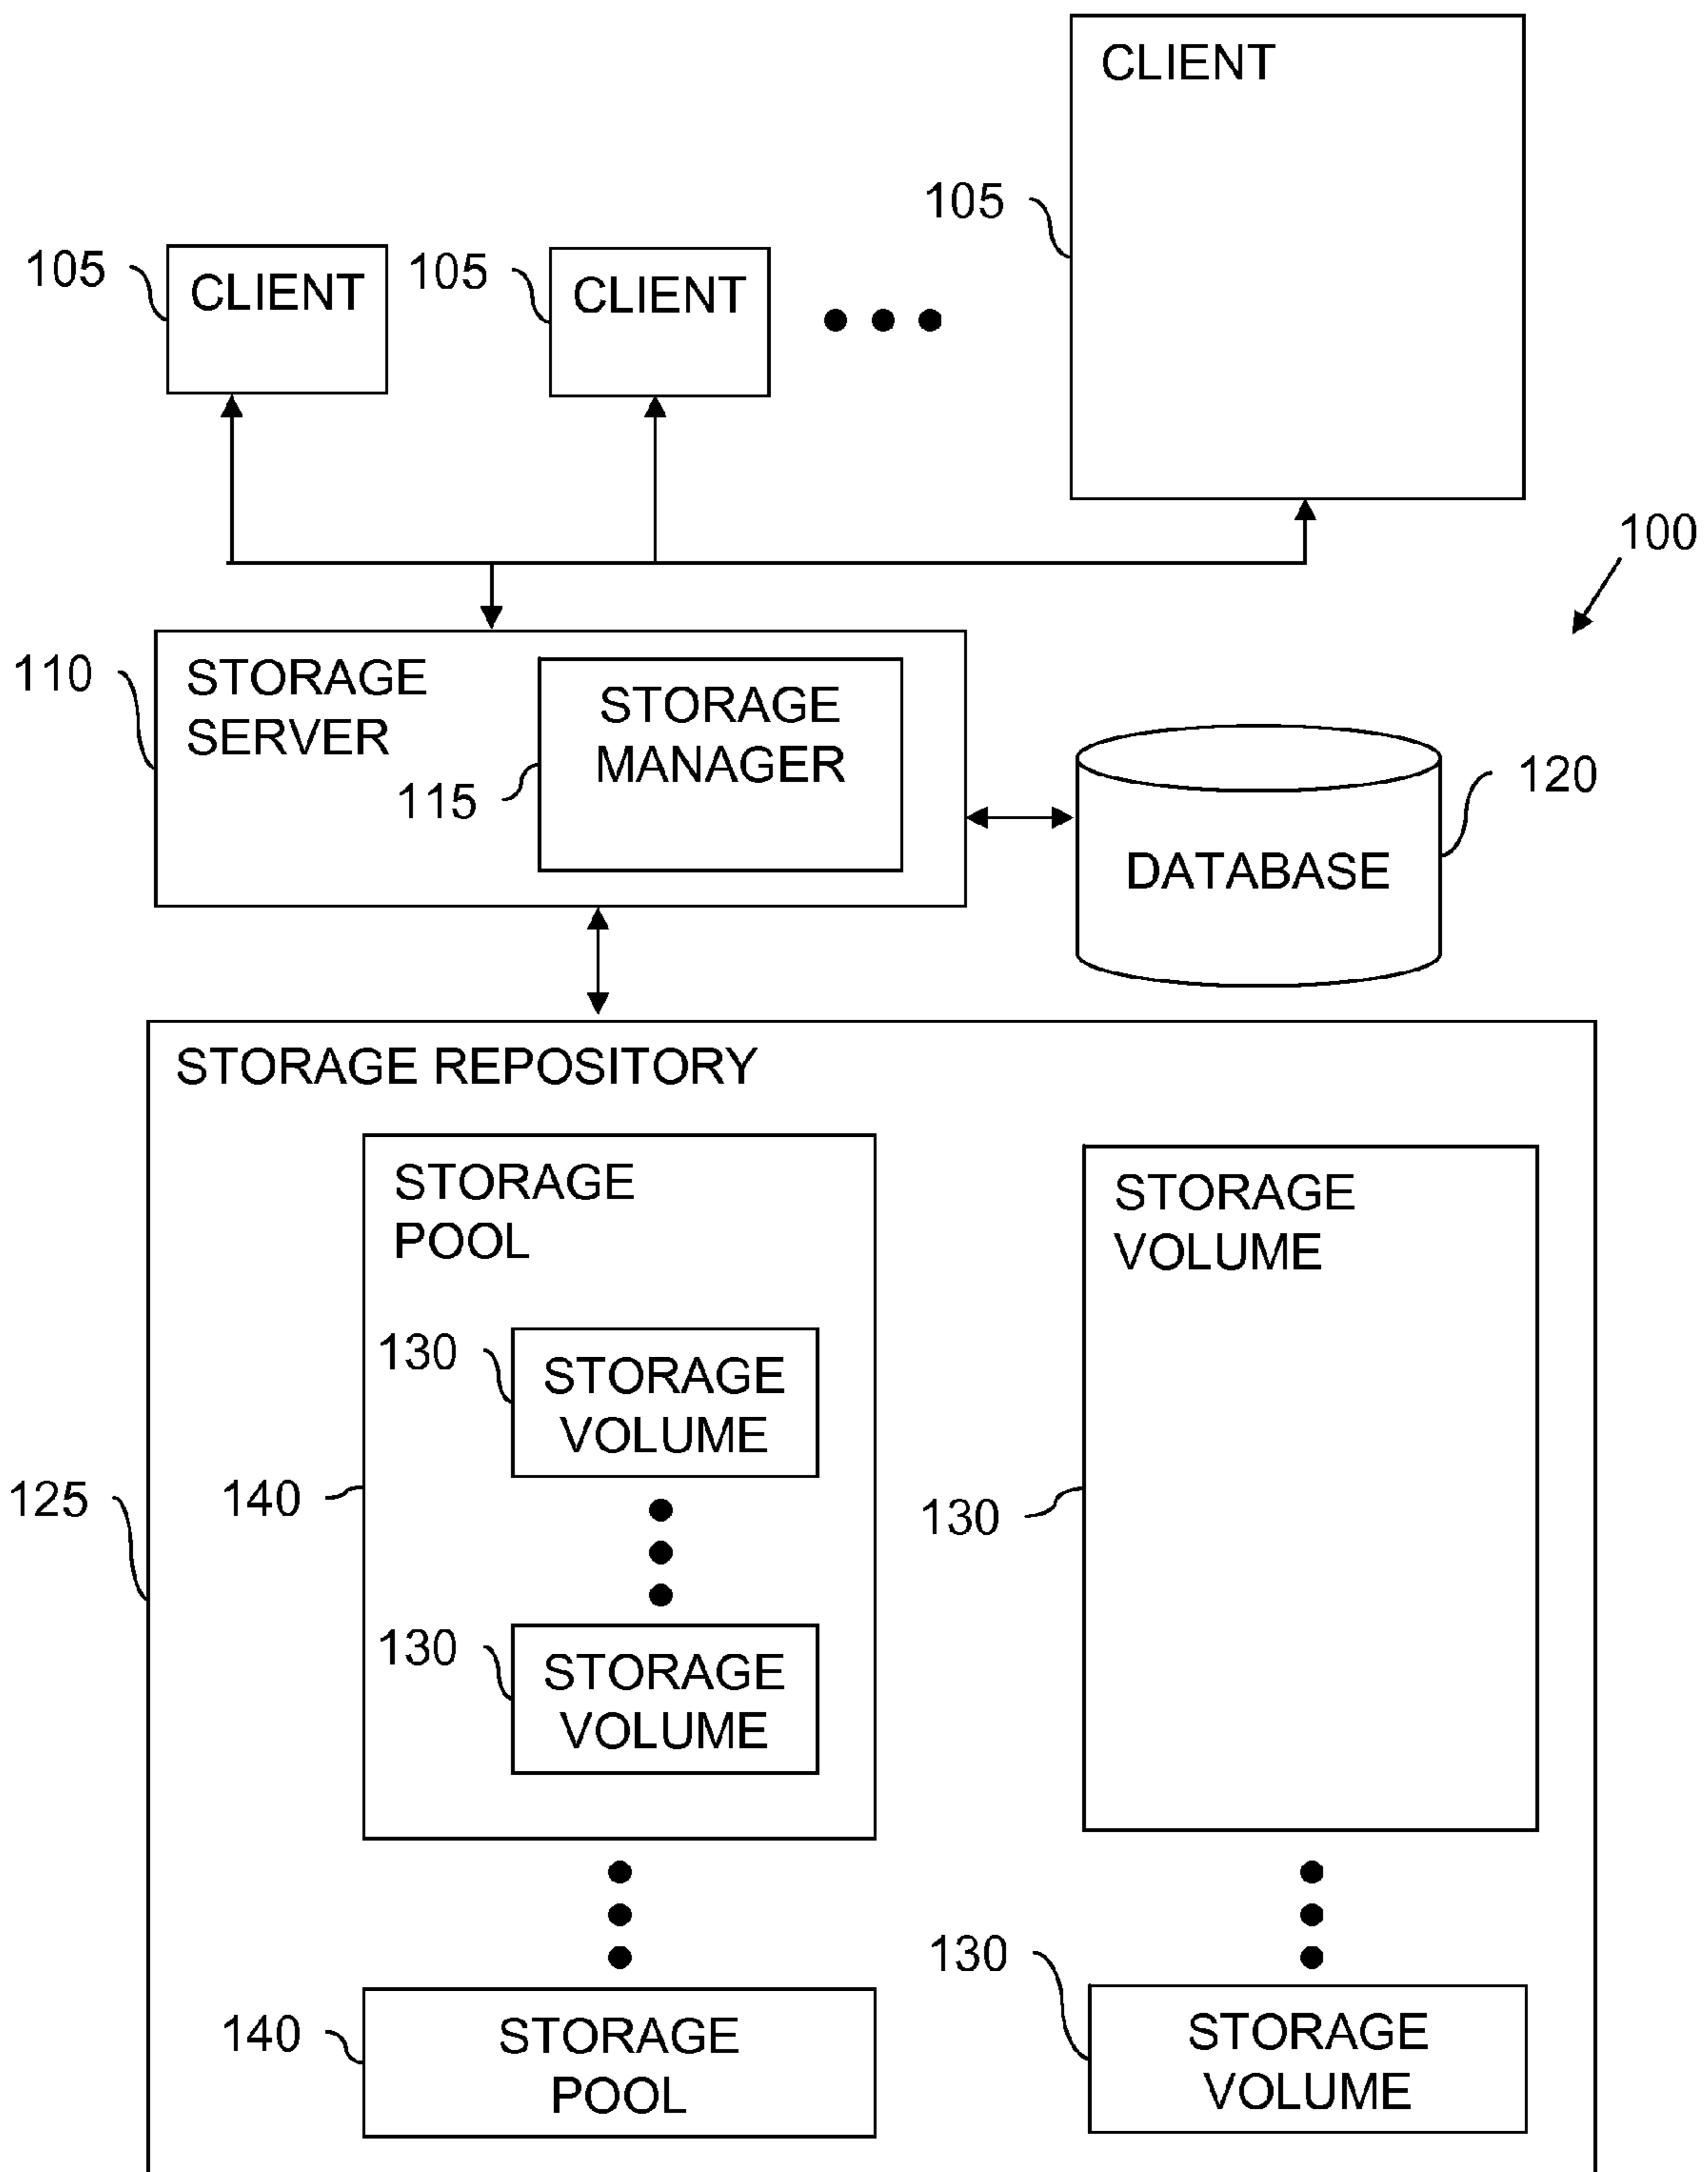 CLIENT
105
105
CLIENT
105
CLIENT
100
110
STORAGE
SERVER
STORAGE
MANAGER
115
120
DATABASE
STORAGE REPOSITORY
STORAGE
POOL
STORAGE
VOLUME
130
STORAGE
VOLUME
125
140
130
130
STORAGE
VOLUME
130
140
STORAGE
POOL
STORAGE
VOLUME